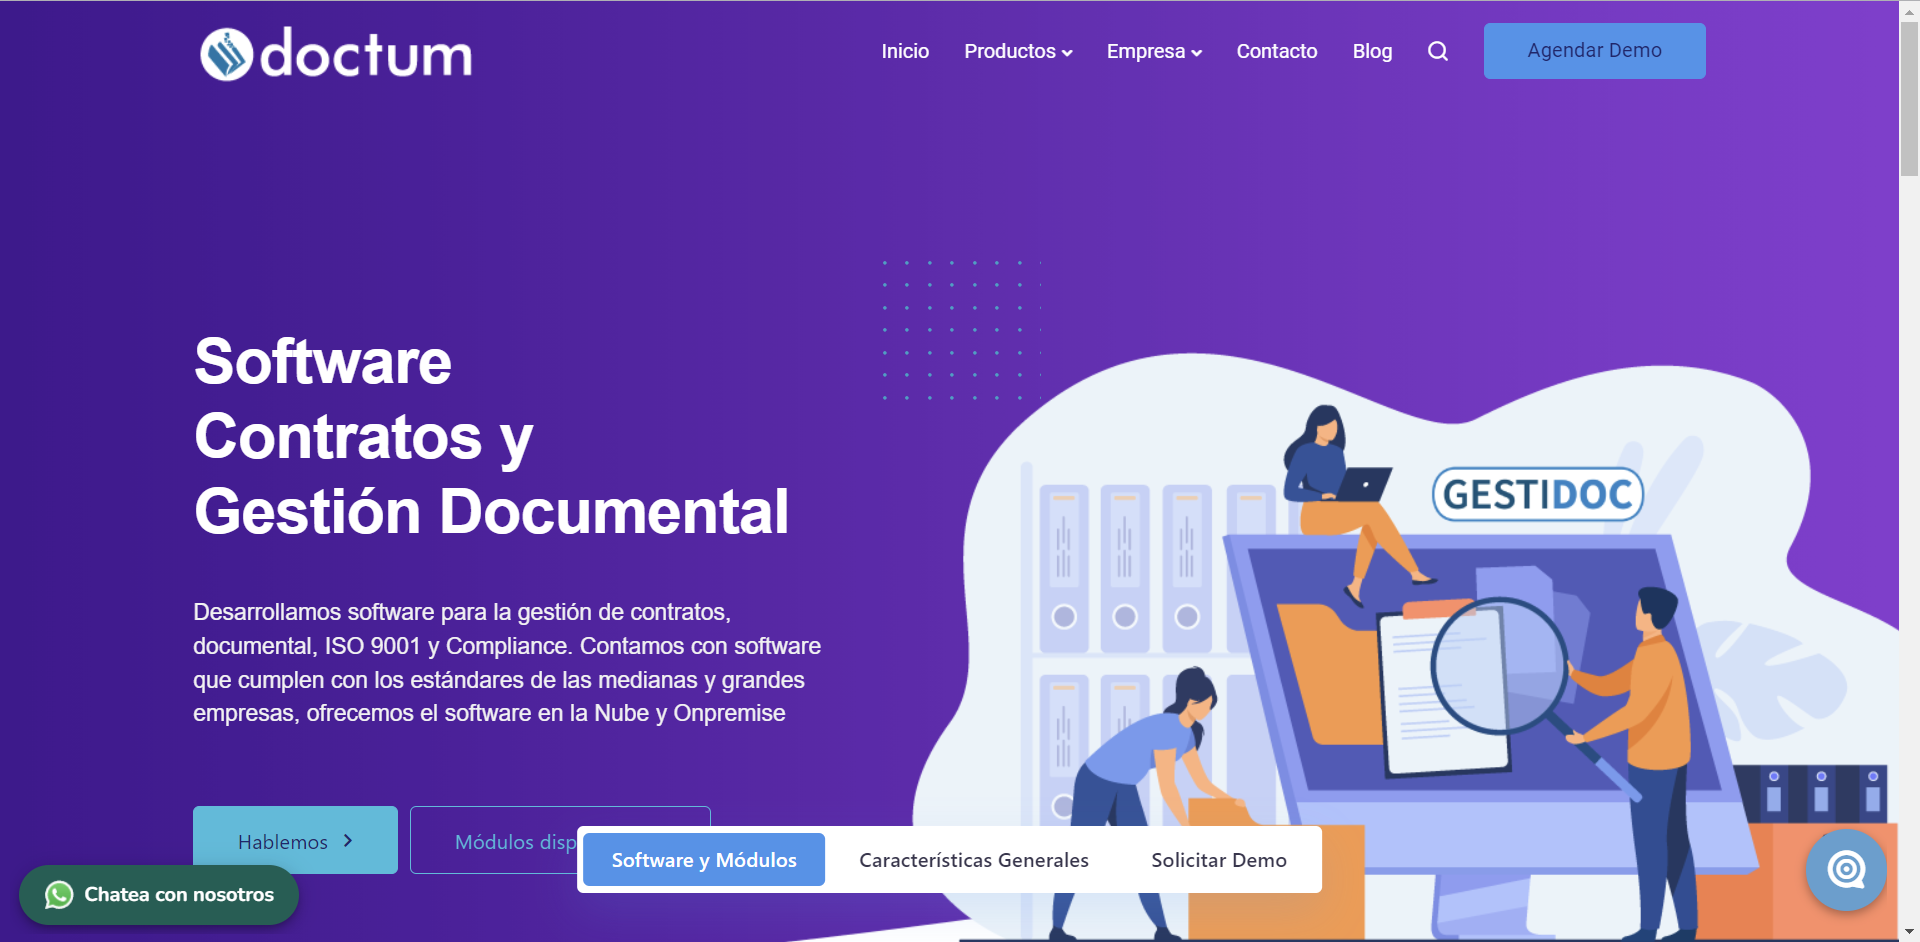 doctum
Inicio Productos Empresa Contacto Blog Agendar Demo
Software
Contratos y
Gestión Documental
GESTIDOC
Desarrollamos software para la gestión de contratos,
documental, ISO 9001 y Compliance. Contamos con software
que cumplen con los estándares de las medianas y grandes
empresas, ofrecemos el software en la Nube y Onpremise
Hablemos
Módulos disp
Software y Módulos Características Generales Solicitar Demo
Chatea con nosotros